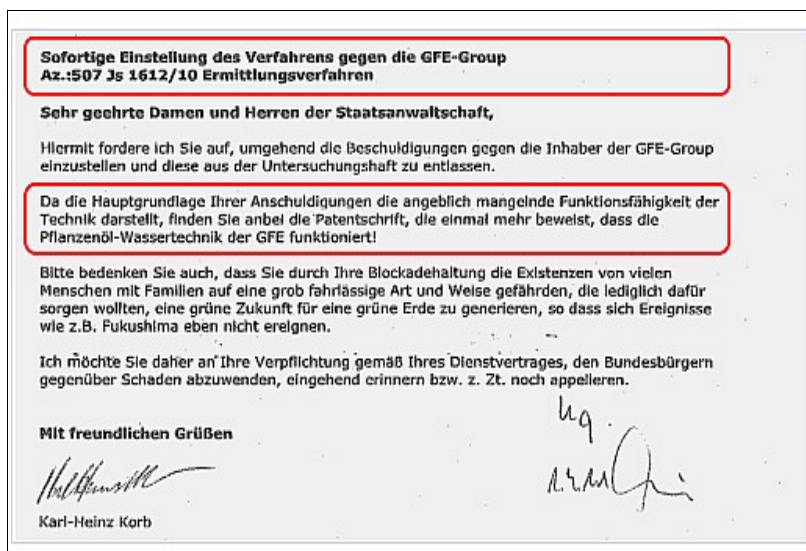 Sofortige Einstellung des Verfahrens gegen die GFE-Group
Az.:507 Js 1612/10 Ermittlungsverfahren
Sehr geehrte Damen und Herren der Staatsanwaltschaft,
Hiermit fordere ich Sie auf, umgehend die Beschuldigungen gegen die Inhaber der GFE-Group
einzustellen und diese aus der Untersuchungshaft zu entlassen.
Da die Hauptgrundlage Ihrer Anschuldigungen die angeblich mangelnde Funktionsfähigkeit der
Technik darstellt, finden Sie anbei die Patentschrift, die einmal mehr beweist, dass die
Pflanzenöl-Wassertechnik der GFE funktioniert!
Bitte bedenken Sie auch, dass Sie durch Ihre Blockadehaltung die Existenzen von vielen
Menschen mit Familien auf eine grob fahrlässige Art und Weise gefährden, die lediglich dafür
sorgen wollten, eine grüne Zukunft für eine grüne Erde zu generieren, so dass sich Ereignisse
wie z.B. Fukushima eben nicht ereignen.
Ich möchte Sie daher an Ihre Verpflichtung gemäß Ihres Dienstvertrages, den Bundesbürgern
gegenüber Schaden abzuwenden, eingehend erinnern bzw. z. Zt. noch appellieren.
Mit freundlichen Grüßen
Karl-Heinz Korb